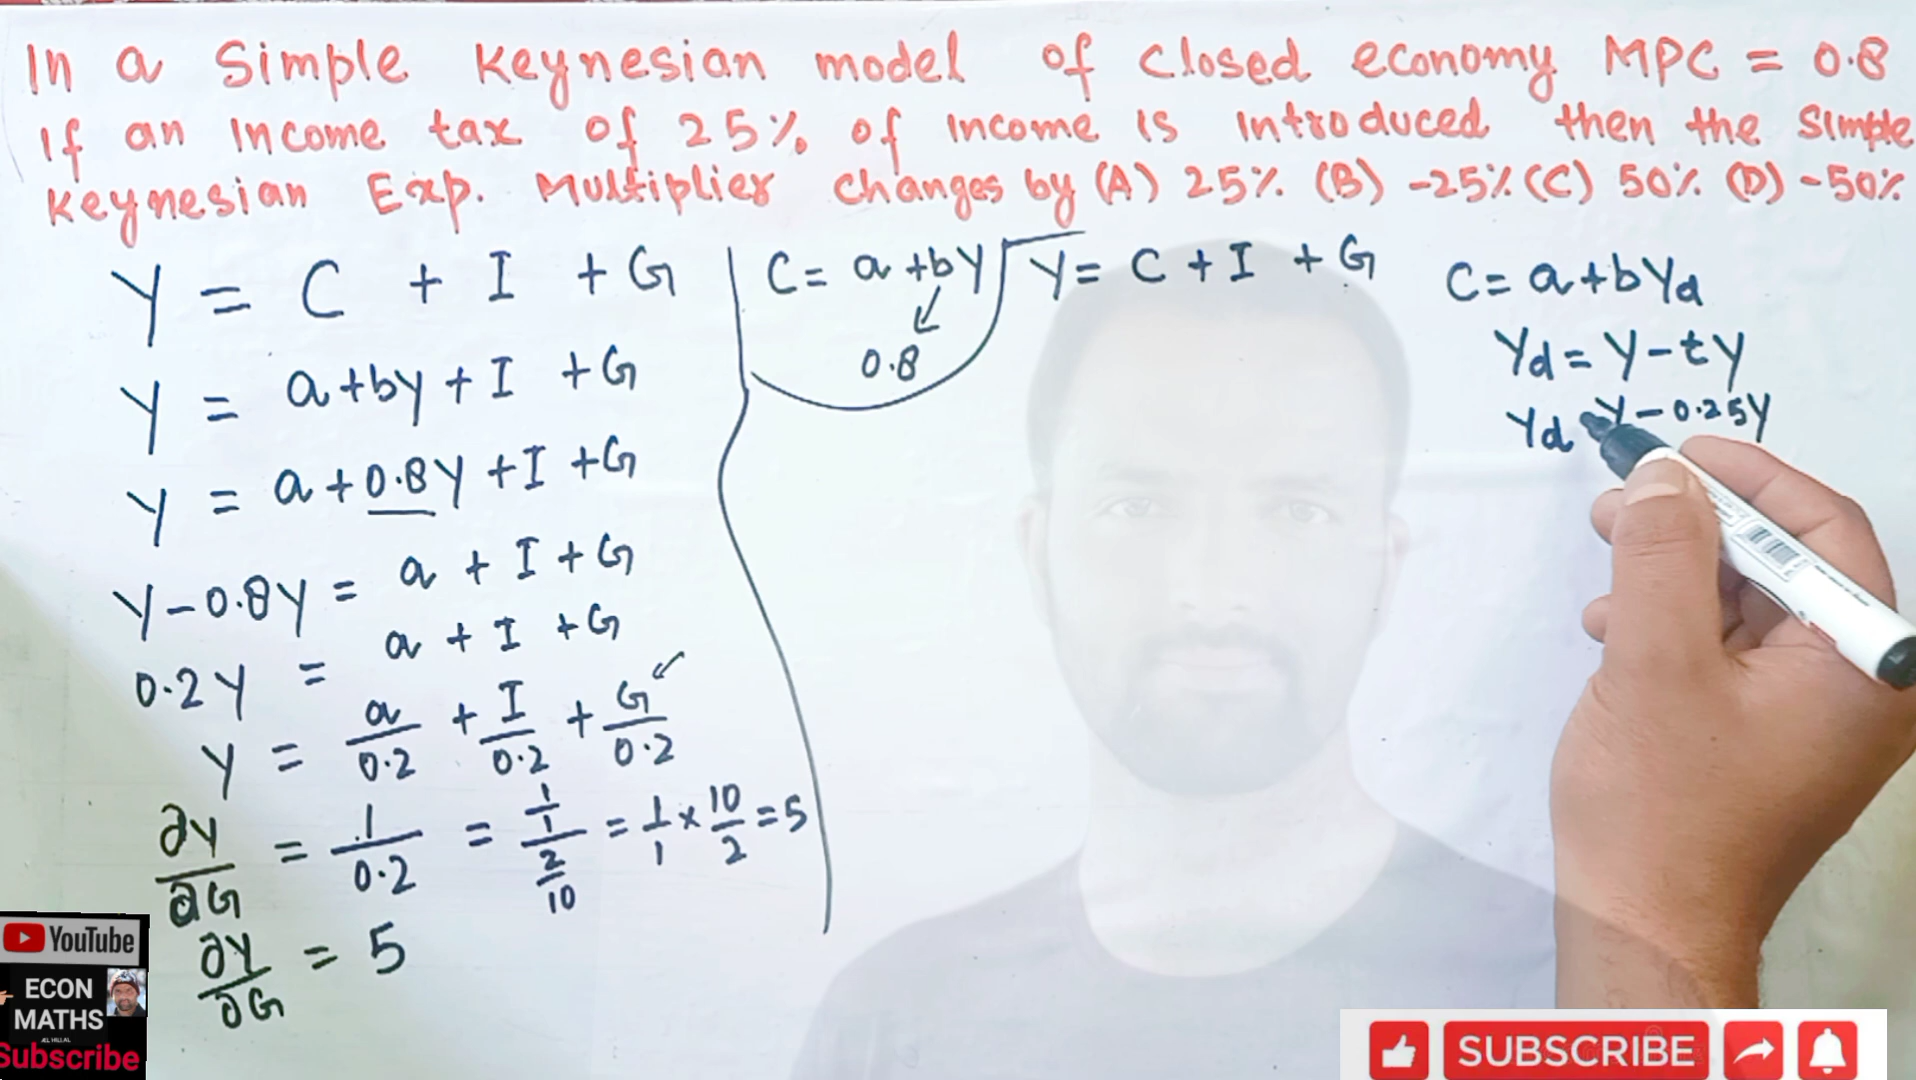 In a Simple Keynesian model of closed economy MPC = 0.8
If an Income tax of 25% of Income is introduced then the Simple
Keynesian Exp. Multiplier changes by (A) 25% (B) -25% (C) 50% (D) -50%
Y = C + I + G
Y = a+by + I + G
Y = a + 0.8Y + I + G
Y - 0.8Y = a + I + G
0.2Y = a + I + G
Y = a/0.2 + I/0.2 + G/0.2
∂Y/∂G = 1/0.2 = 1/1 / 2/10 = 1/1 × 10/2 = 5
∂Y/∂G = 5
C = a + bY
0.8
Y = C + I + G
C = a + bYd
Yd = Y - tY
Yd Y - 0.25Y
YouTube
ECON
MATHS
Subscribe
SUBSCRIBE